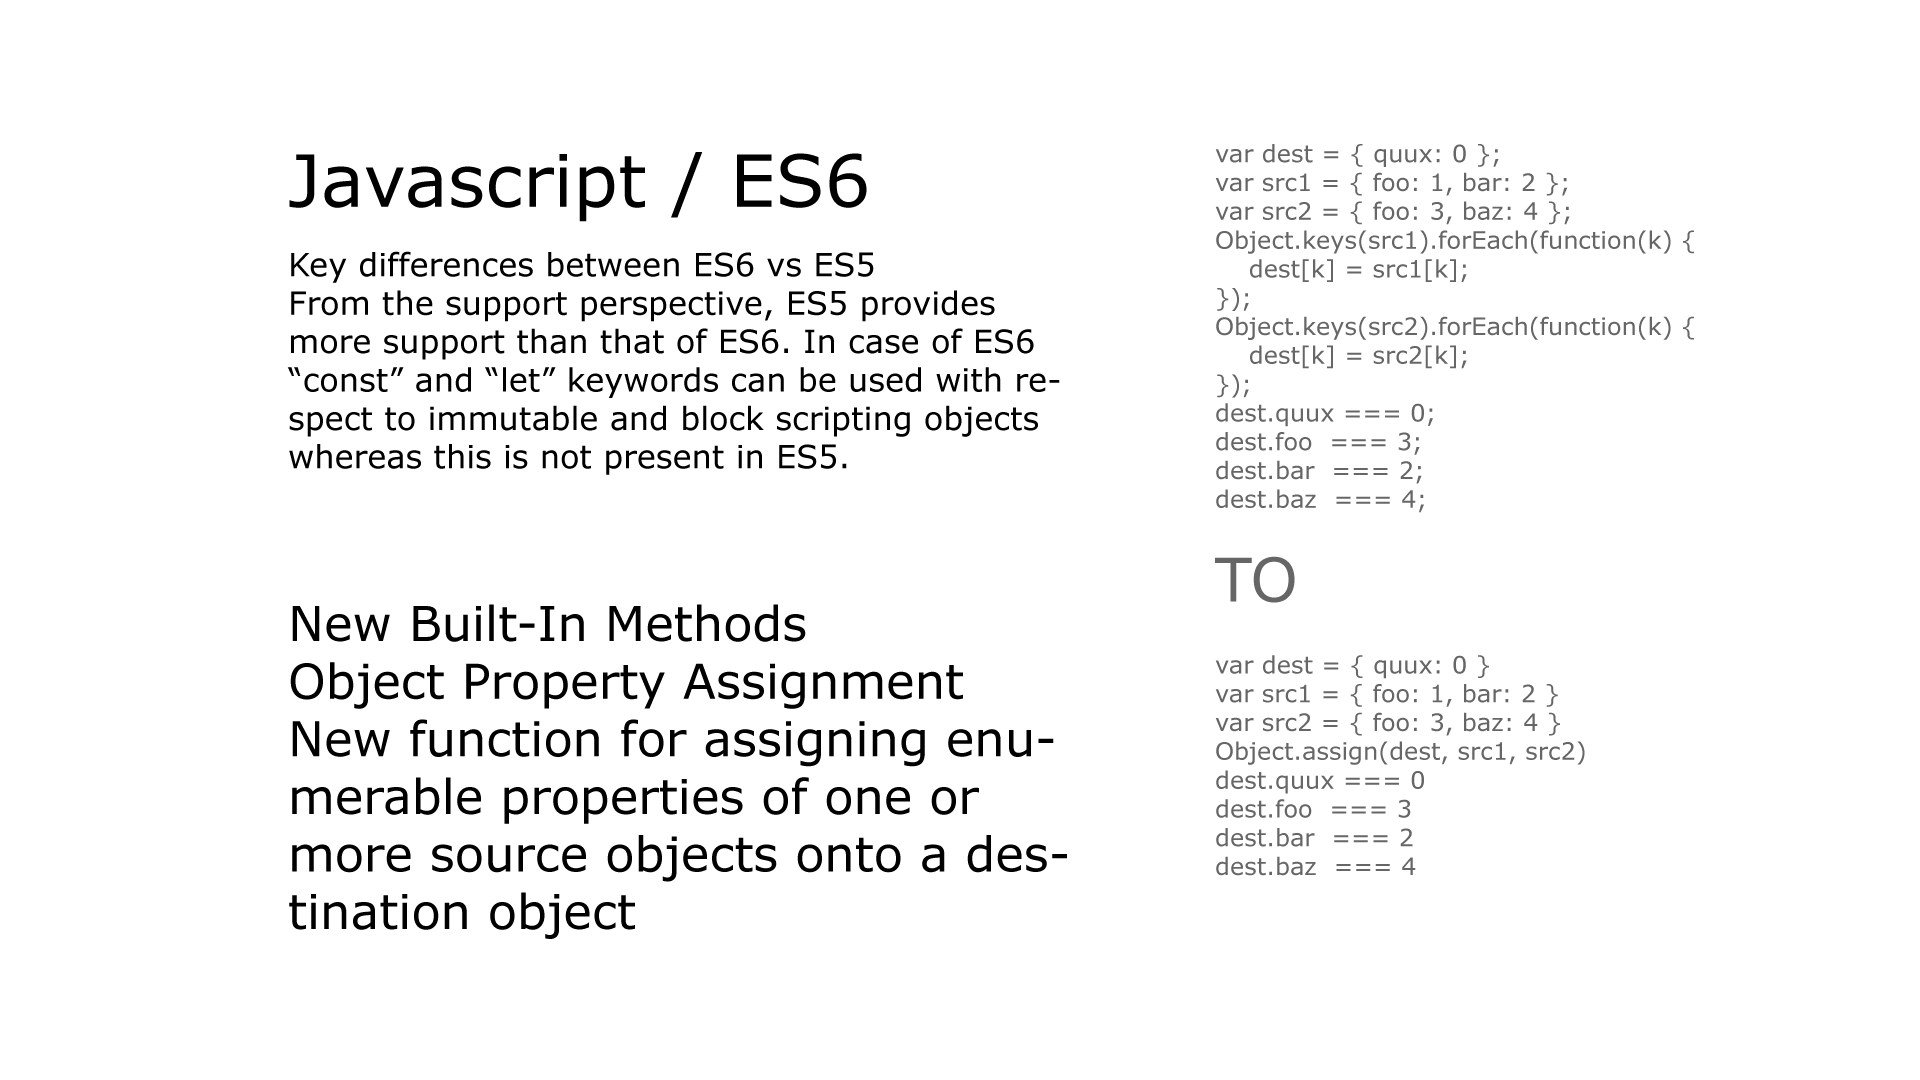 Javascript / ES6
Key differences between ES6 vs ES5
From the support perspective, ES5 provides
more support than that of ES6. In case of ES6
“const” and “let” keywords can be used with re-
spect to immutable and block scripting objects
whereas this is not present in ES5.
New Built-In Methods
Object Property Assignment
New function for assigning enu-
merable properties of one or
more source objects onto a des-
tination object
var dest = { quux: 0 };
var src1 = { foo: 1, bar: 2 };
var src2 = { foo: 3, baz: 4 };
Object.keys(src1).forEach(function(k) {
    dest[k] = src1[k];
});
Object.keys(src2).forEach(function(k) {
    dest[k] = src2[k];
});
dest.quux === 0;
dest.foo  === 3;
dest.bar  === 2;
dest.baz  === 4;
TO
var dest = { quux: 0 }
var src1 = { foo: 1, bar: 2 }
var src2 = { foo: 3, baz: 4 }
Object.assign(dest, src1, src2)
dest.quux === 0
dest.foo  === 3
dest.bar  === 2
dest.baz  === 4